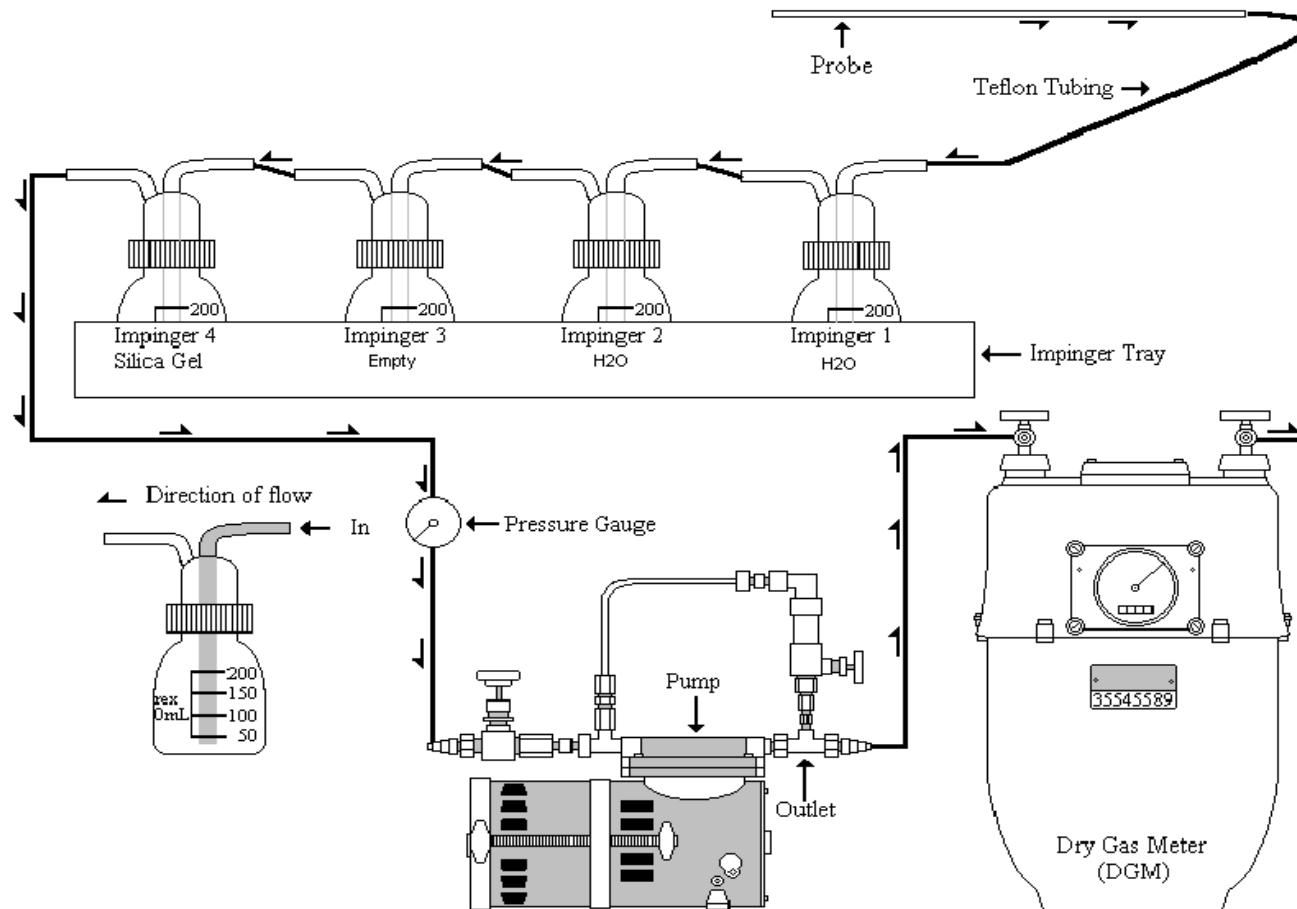 Probe
Teflon Tubing
200
200
200
200
Impinger 4
Silica Gel
Impinger 3
Empty
Impinger 2
H2O
Impinger 1
H2O
Impinger Tray
Direction of flow
In
Pressure Gauge
200
150
100
50
rex
0mL
Pump
Outlet
35545589
Dry Gas Meter
(DGM)